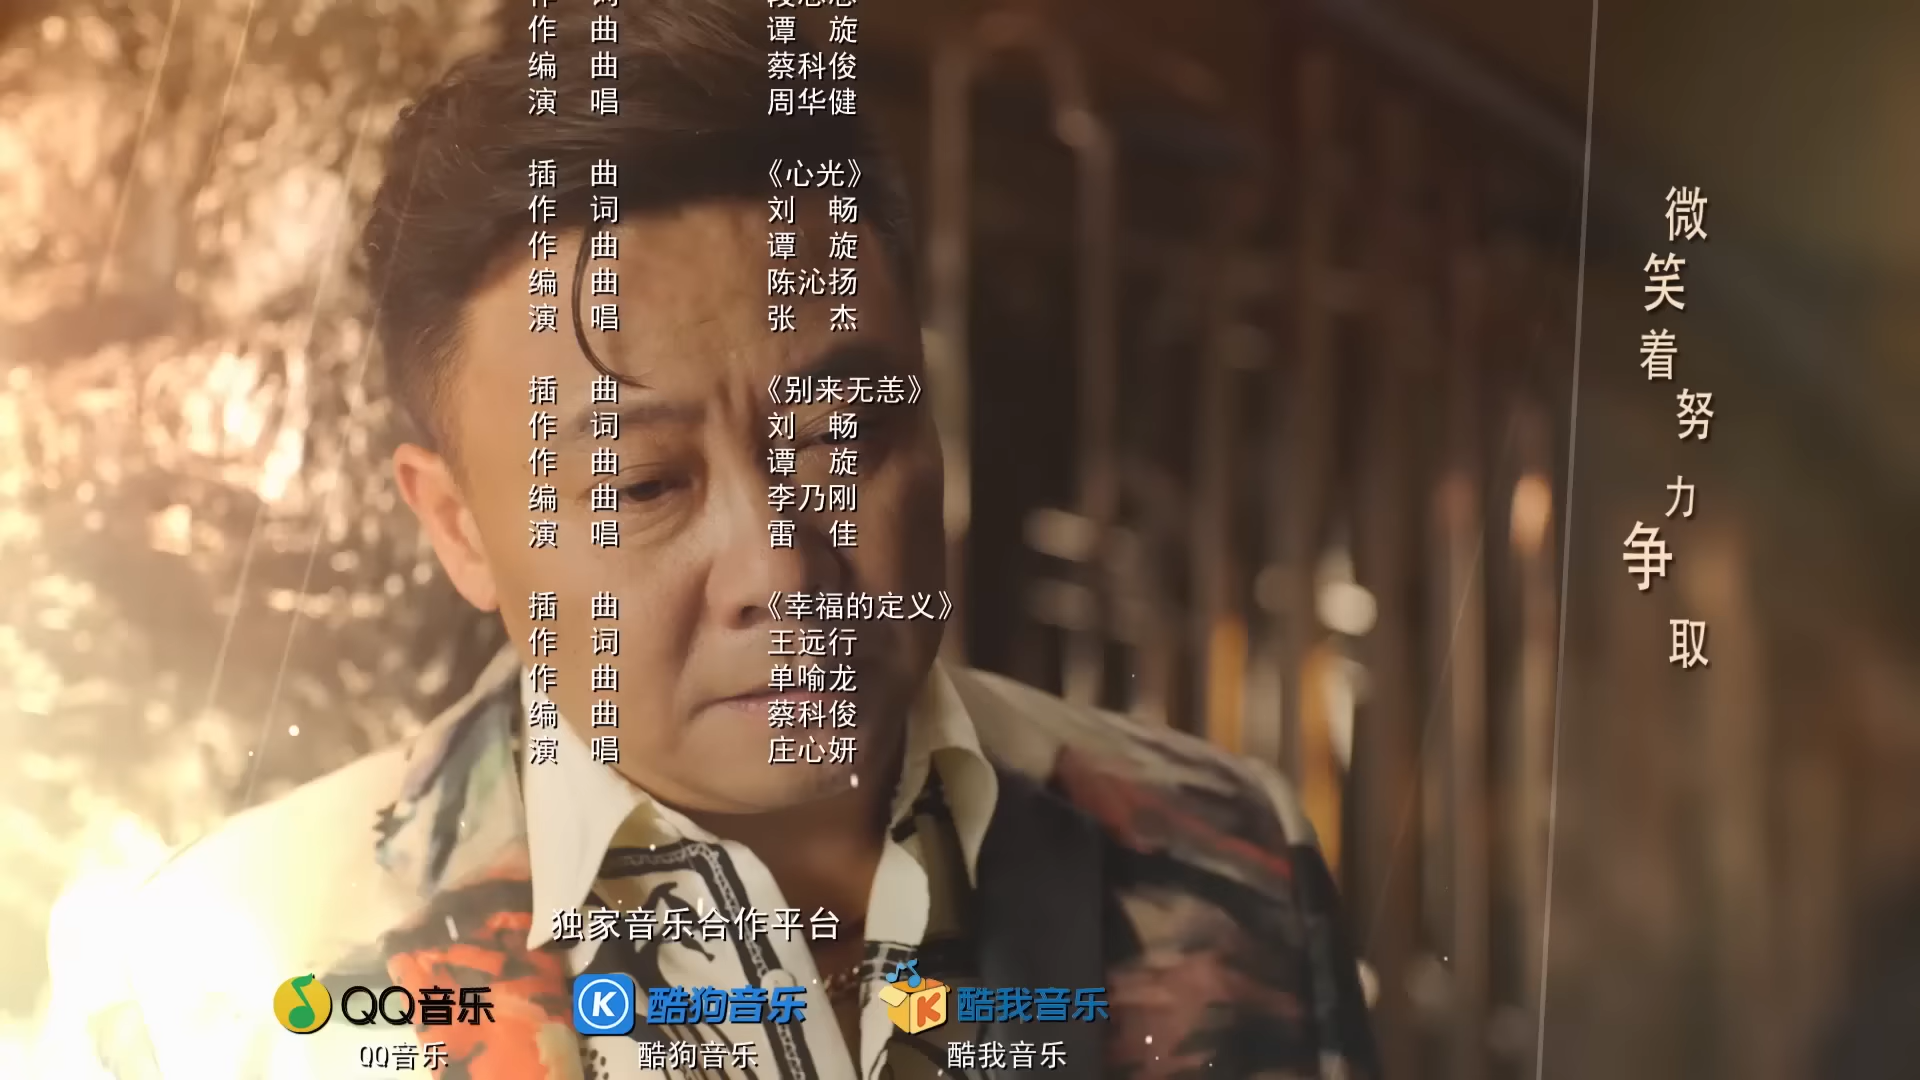 作 曲 谭 旋
编 曲 蔡科俊
演 唱 周华健
插 曲 《心光》
作 词 刘 畅
作 曲 谭 旋
编 曲 陈沁扬
演 唱 张 杰
插 曲 《别来无恙》
作 词 刘 畅
作 曲 谭 旋
编 曲 李乃刚
演 唱 雷 佳
插 曲 《幸福的定义》
作 词 王远行
作 曲 单喻龙
编 曲 蔡科俊
演 唱 庄心妍
独家音乐合作平台
QQ音乐 酷狗音乐 酷我音乐
QQ音乐 酷狗音乐 酷我音乐
微笑着努力争取